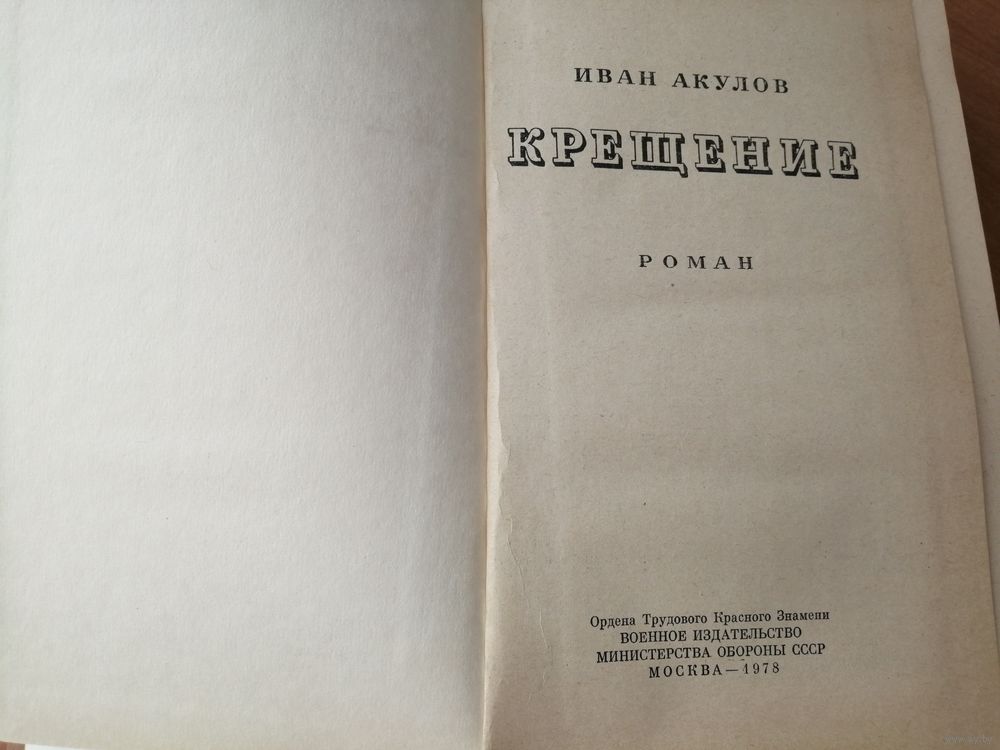 ИВАН АКУЛОВ
КРЕЩЕНИЕ
РОМАН
Ордена Трудового Красного Знамени
ВОЕННОЕ ИЗДАТЕЛЬСТВО
МИНИСТЕРСТВА ОБОРОНЫ СССР
МОСКВА — 1978